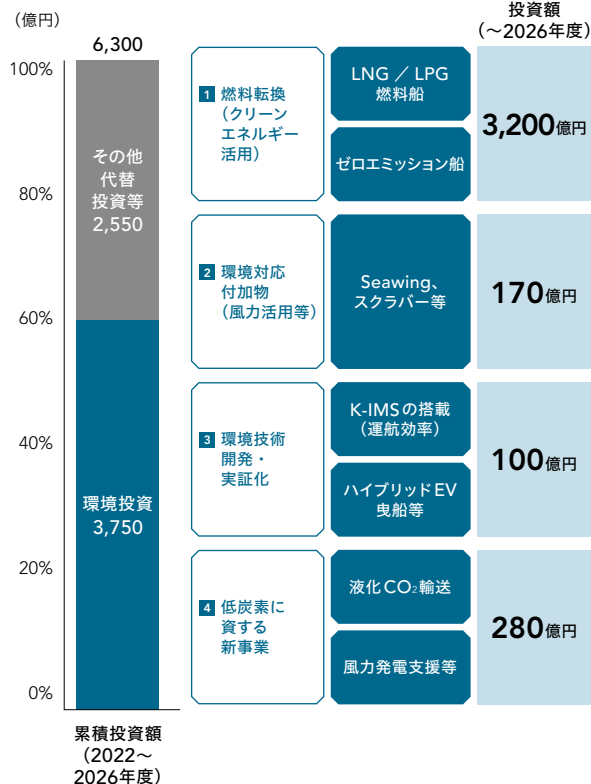 （億円）
6,300
100%
80%
60%
40%
20%
0%
その他
代替
投資等
2,550
環境投資
3,750
累積投資額
（2022～
2026年度）
投資額
（～2026年度）
1 燃料転換
（クリーン
エネルギー
活用）
LNG ／ LPG
燃料船
ゼロエミッション船
3,200億円
2 環境対応
付加物
（風力活用等）
Seawing、
スクラバー等
170億円
3 環境技術
開発・
実証化
K-IMSの搭載
（運航効率）
ハイブリッドEV
曳船等
100億円
4 低炭素に
資する
新事業
液化CO₂輸送
風力発電支援等
280億円